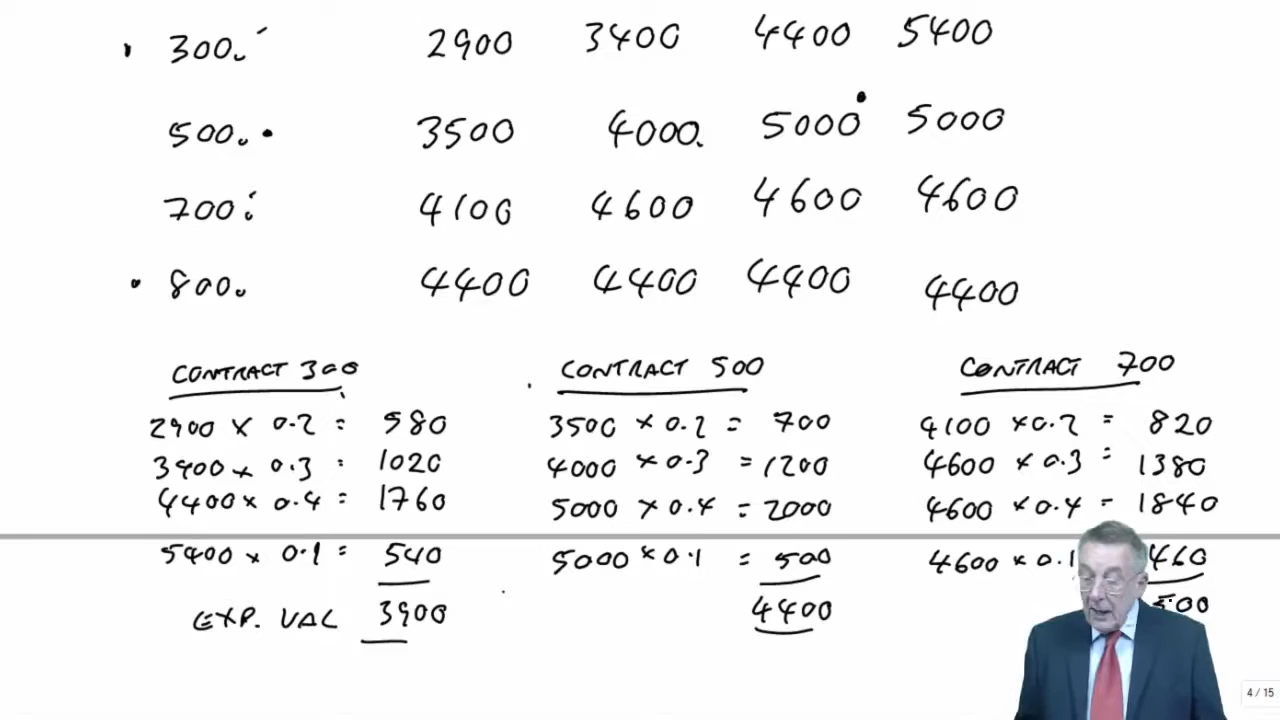 300. 2900 3400 4400 5400
500. 3500 4000. 5000 5000
700 4100 4600 4600 4600
800. 4400 4400 4400 4400
CONTRACT 300 CONTRACT 500 CONTRACT 700
2900 x 0.2 = 580 3500 x 0.2 = 700 4100 x 0.2 = 820
3400 x 0.3 = 1020 4000 x 0.3 = 1200 4600 x 0.3 = 1380
4400 x 0.4 = 1760 5000 x 0.4 = 2000 4600 x 0.4 = 1840
5400 x 0.1 = 540 5000 x 0.1 = 500 4600 x 0.1 460
EXP. VAL 3900 4400 500
4 / 15